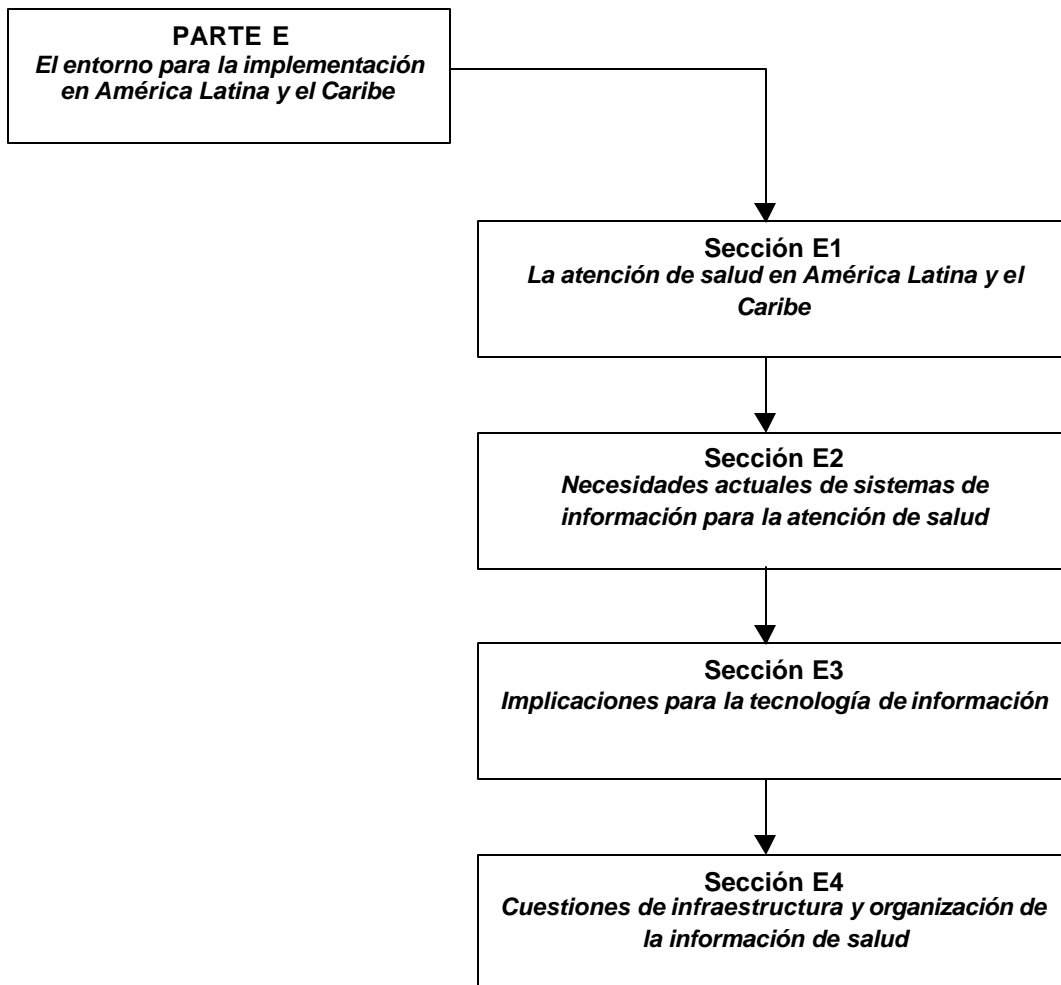 PARTE E
El entorno para la implementación
en América Latina y el Caribe
Sección E1
La atención de salud en América Latina y el
Caribe
Sección E2
Necesidades actuales de sistemas de
información para la atención de salud
Sección E3
Implicaciones para la tecnología de información
Sección E4
Cuestiones de infraestructura y organización de
la información de salud